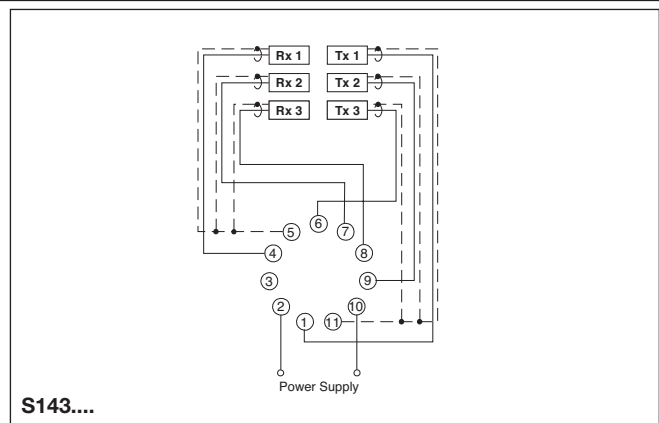 Rx 1 Tx 1
Rx 2 Tx 2
Rx 3 Tx 3
6
5 7
4 8
3 9
2 10
1 11
Power Supply
S143....